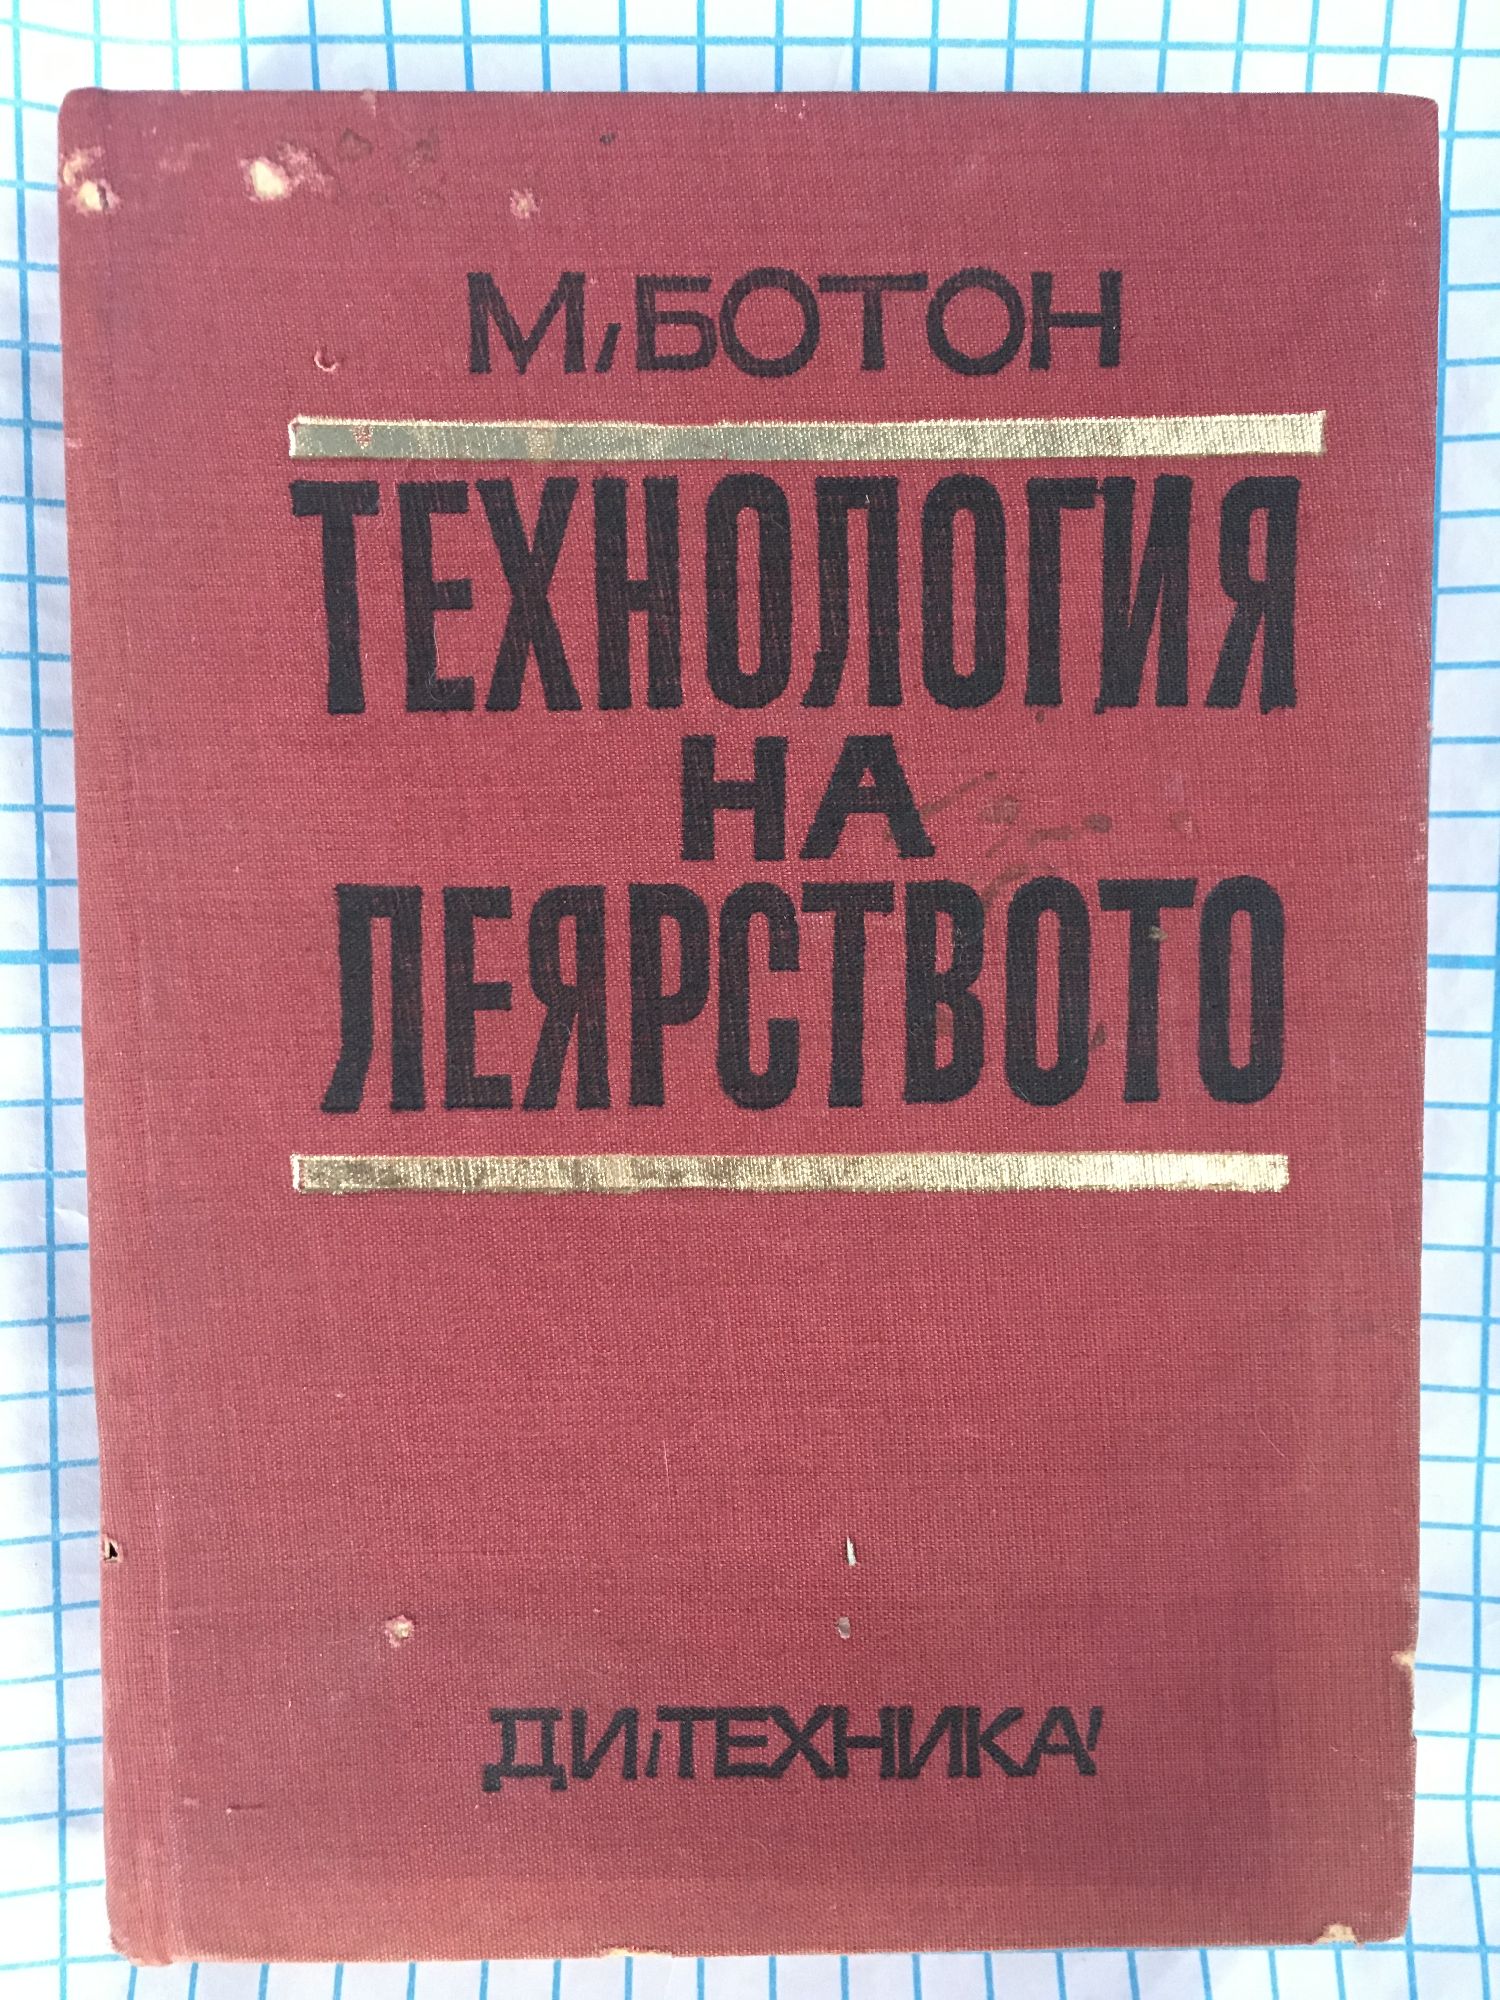 М. БОТОН
ТЕХНОЛОГИЯ
НА
ЛЕЯРСТВОТО
ДИ „ТЕХНИКА“